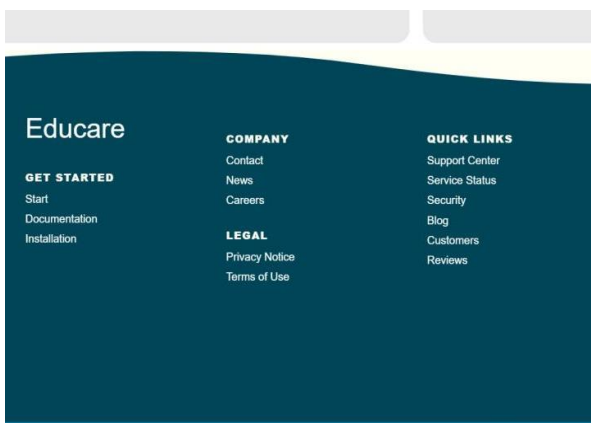 Educare
GET STARTED
Start
Documentation
Installation
COMPANY
Contact
News
Careers
LEGAL
Privacy Notice
Terms of Use
QUICK LINKS
Support Center
Service Status
Security
Blog
Customers
Reviews